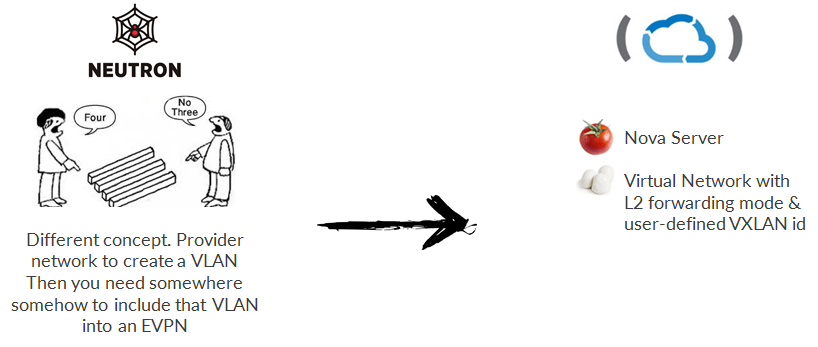 NEUTRON
Four
No
Three
Different concept. Provider
network to create a VLAN
Then you need somewhere
somehow to include that VLAN
into an EVPN
Nova Server
Virtual Network with
L2 forwarding mode &
user-defined VXLAN id